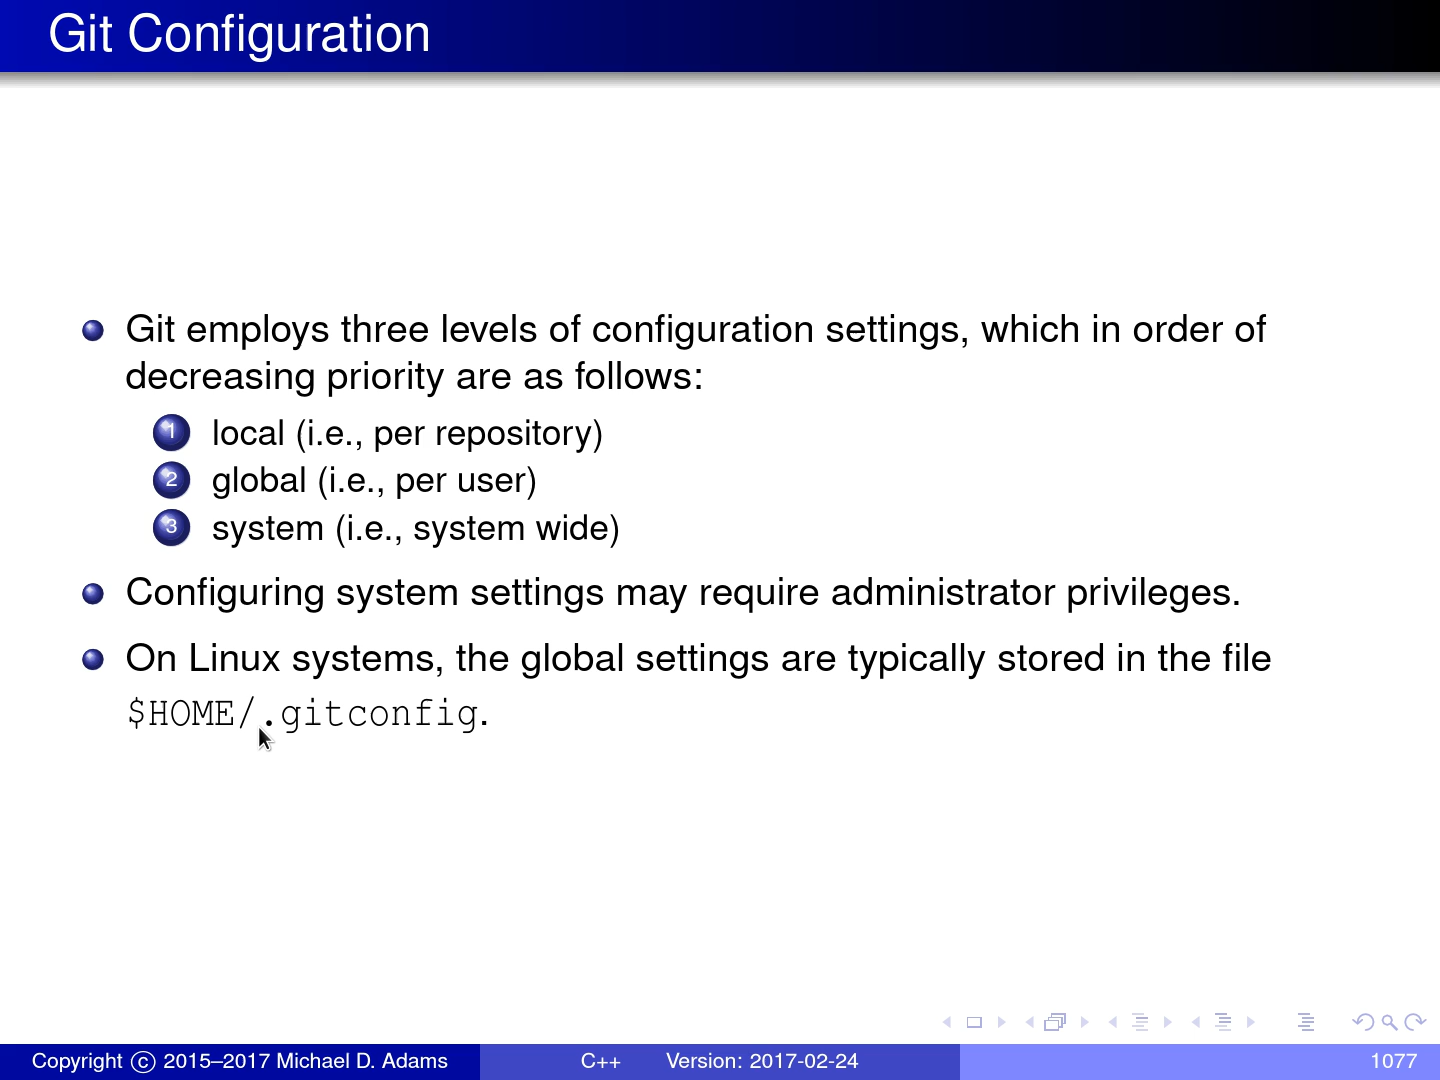 Git Configuration
Git employs three levels of configuration settings, which in order of
decreasing priority are as follows:
1 local (i.e., per repository)
2 global (i.e., per user)
3 system (i.e., system wide)
Configuring system settings may require administrator privileges.
On Linux systems, the global settings are typically stored in the file
$HOME/.gitconfig.
Copyright © 2015–2017 Michael D. Adams C++ Version: 2017-02-24 1077